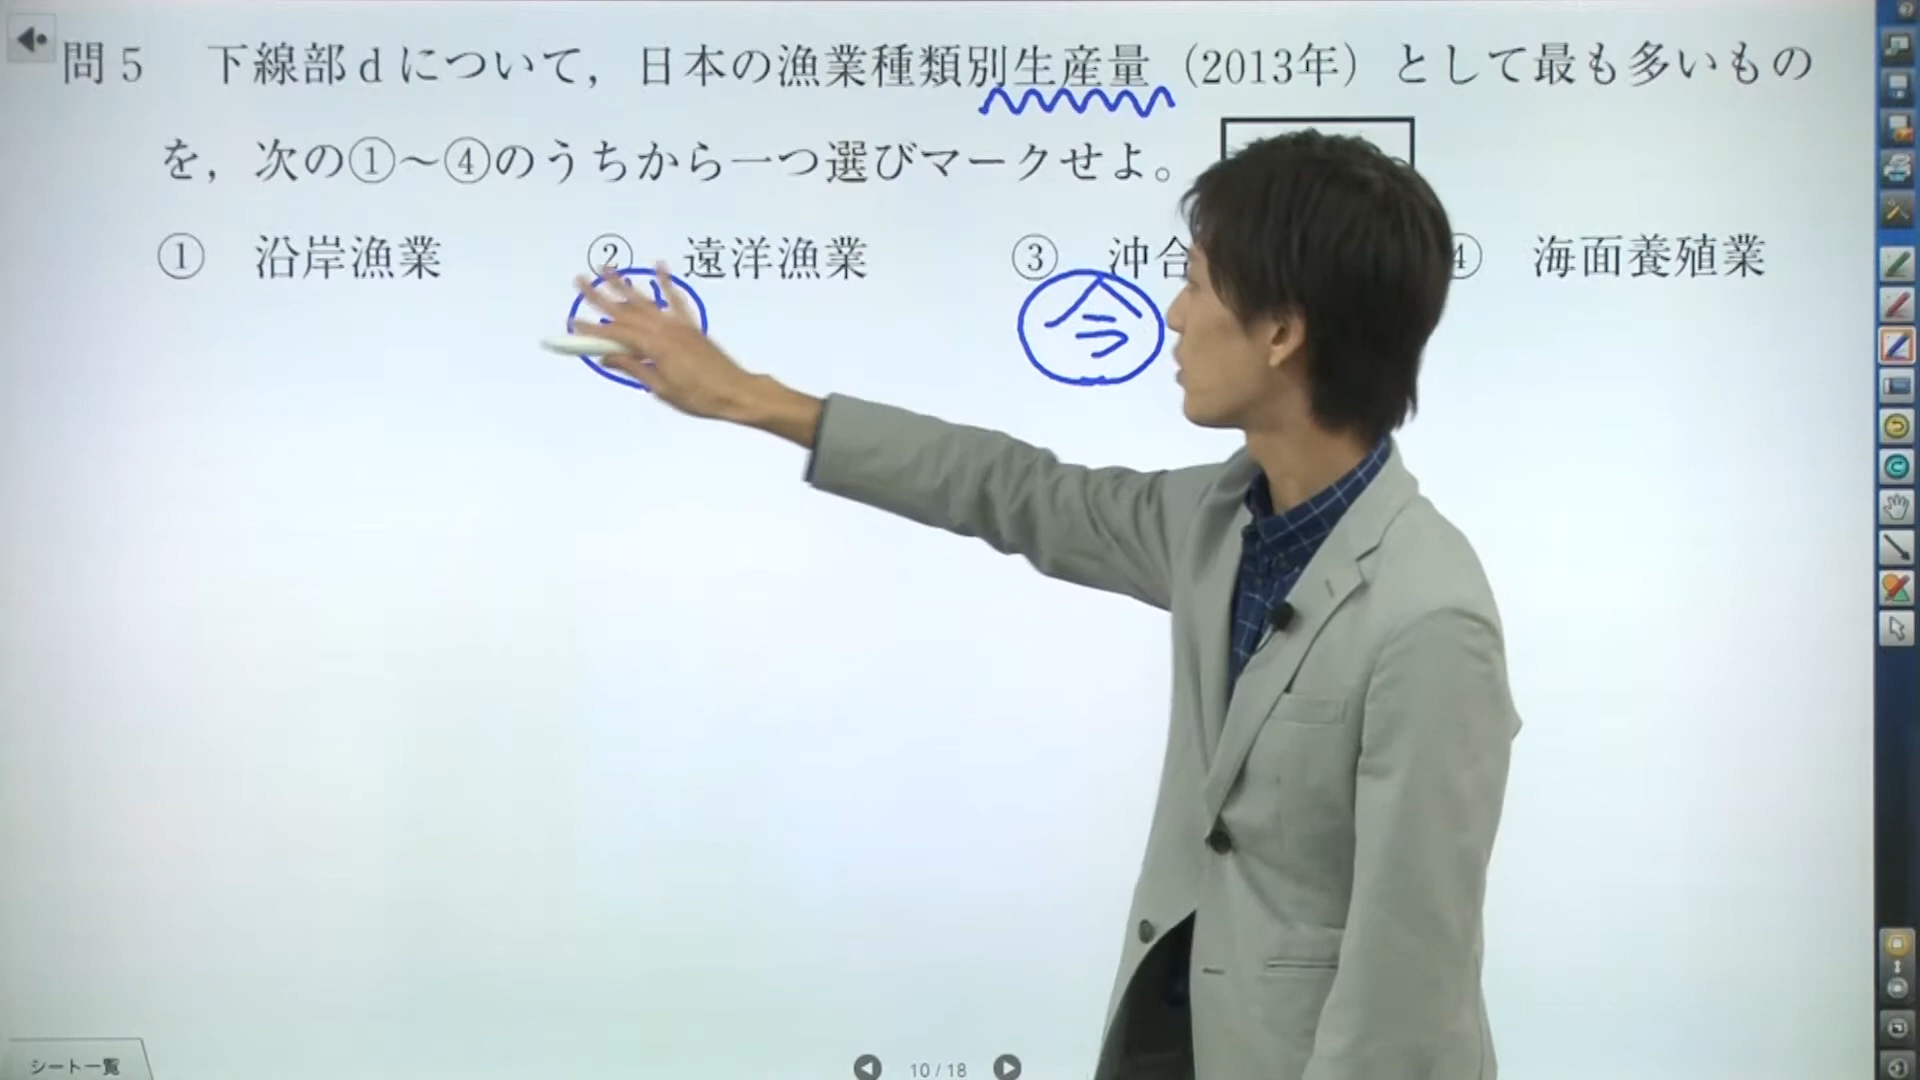 問5 下線部dについて，日本の漁業種類別生産量（2013年）として最も多いもの
を，次の①～④のうちから一つ選びマークせよ。
① 沿岸漁業 ② 遠洋漁業 ③ 沖合 ④ 海面養殖業
今
シート一覧
10/18